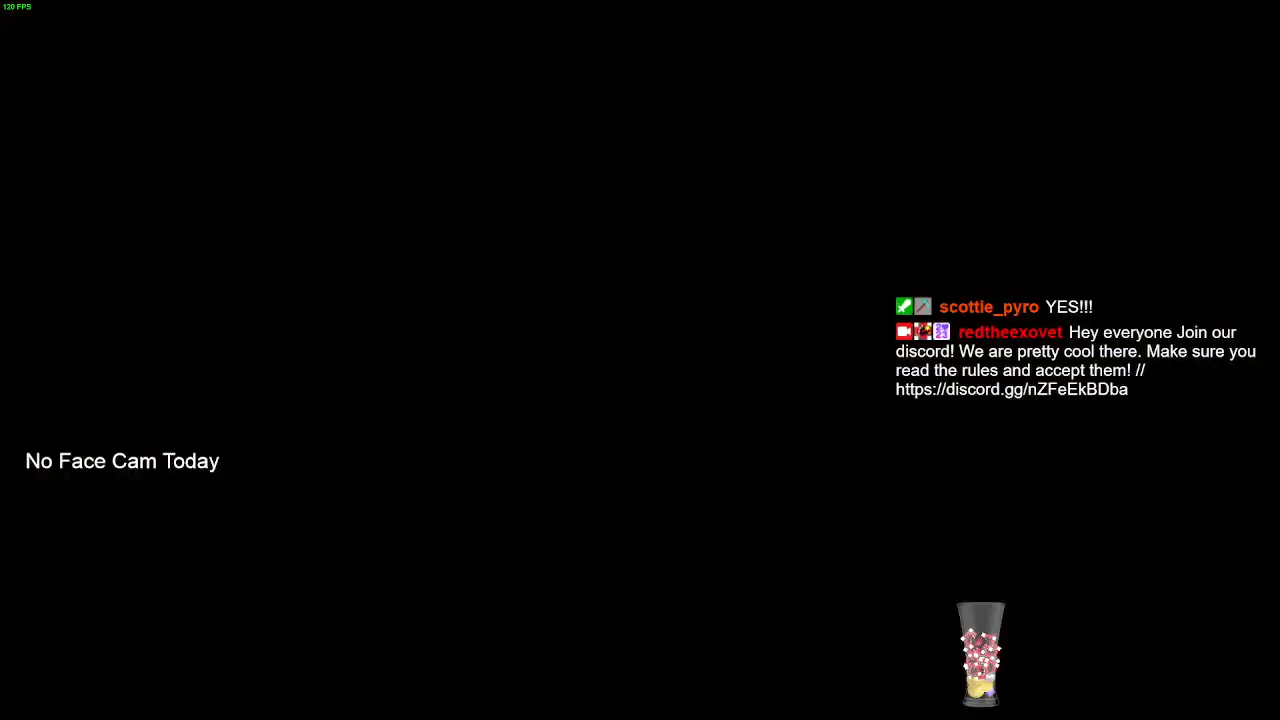 120 FPS
scottie_pyro YES!!!
redtheexovet Hey everyone Join our
discord! We are pretty cool there. Make sure you
read the rules and accept them! //
https://discord.gg/nZFeEkBDba
No Face Cam Today